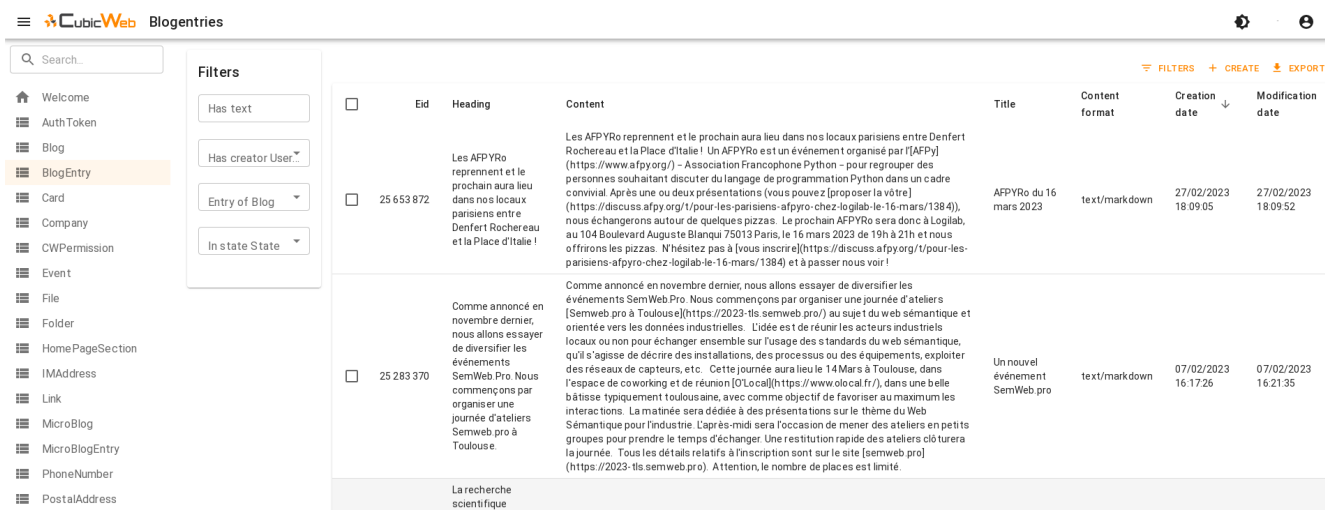 CubicWeb Blogentries
Search...
Welcome
AuthToken
Blog
BlogEntry
Card
Company
CWPermission
Event
File
Folder
HomePageSection
IMAddress
Link
MicroBlog
MicroBlogEntry
PhoneNumber
PostalAddress
Filters
Has text
Has creator User...
Entry of Blog
In state State
FILTERS CREATE EXPORT
Eid Heading Content Title Content format Creation date Modification date
25 653 872
Les AFPYRo
reprennent et le
prochain aura lieu
dans nos locaux
parisiens entre
Denfert Rochereau
et la Place d'Italie !
Les AFPYRo reprennent et le prochain aura lieu dans nos locaux parisiens entre Denfert
Rochereau et la Place d'Italie ! Un AFPYRo est un événement organisé par l'[AFPy]
(https://www.afpy.org/) – Association Francophone Python – pour regrouper des
personnes souhaitant discuter du langage de programmation Python dans un cadre
convivial. Après une ou deux présentations (vous pouvez [proposer la vôtre]
(https://discuss.afpy.org/t/pour-les-parisiens-afpyro-chez-logilab-le-16-mars/1384)),
nous échangerons autour de quelques pizzas. Le prochain AFPYRo sera donc à Logilab,
au 104 Boulevard Auguste Blanqui 75013 Paris, le 16 mars 2023 de 19h à 21h et nous
offrirons les pizzas. N'hésitez pas à [vous inscrire](https://discuss.afpy.org/t/pour-les-
parisiens-afpyro-chez-logilab-le-16-mars/1384) et à passer nous voir !
AFPYRo du 16
mars 2023
text/markdown
27/02/2023
18:09:05
27/02/2023
18:09:52
25 283 370
Comme annoncé en
novembre dernier,
nous allons essayer
de diversifier les
événements
SemWeb.Pro. Nous
commençons par
organiser une
journée d'ateliers
Semweb.pro à
Toulouse.
Comme annoncé en novembre dernier, nous allons essayer de diversifier les
événements SemWeb.Pro. Nous commençons par organiser une journée d'ateliers
[Semweb.pro à Toulouse](https://2023-tls.semweb.pro/) au sujet du web sémantique et
orientée vers les données industrielles. L'idée est de réunir les acteurs industriels
locaux ou non pour échanger ensemble sur l'usage des standards du web sémantique,
qu'il s'agisse de décrire des installations, des processus ou des équipements, exploiter
des réseaux de capteurs, etc. Cette journée aura lieu le 14 Mars à Toulouse, dans
l'espace de coworking et de réunion [O'Local](https://www.olocal.fr/), dans une belle
bâtisse typiquement toulousaine, avec comme objectif de favoriser au maximum les
interactions. La matinée sera dédiée à des présentations sur le thème du Web
Sémantique pour l'industrie. L'après-midi sera l'occasion de mener des ateliers en petits
groupes pour prendre le temps d'échanger. Une restitution rapide des ateliers clôturera
la journée. Tous les détails relatifs à l'inscription sont sur le site [semweb.pro]
(https://2023-tls.semweb.pro). Attention, le nombre de places est limité.
Un nouvel
événement
SemWeb.pro
text/markdown
07/02/2023
16:17:26
07/02/2023
16:21:35
La recherche
scientifique